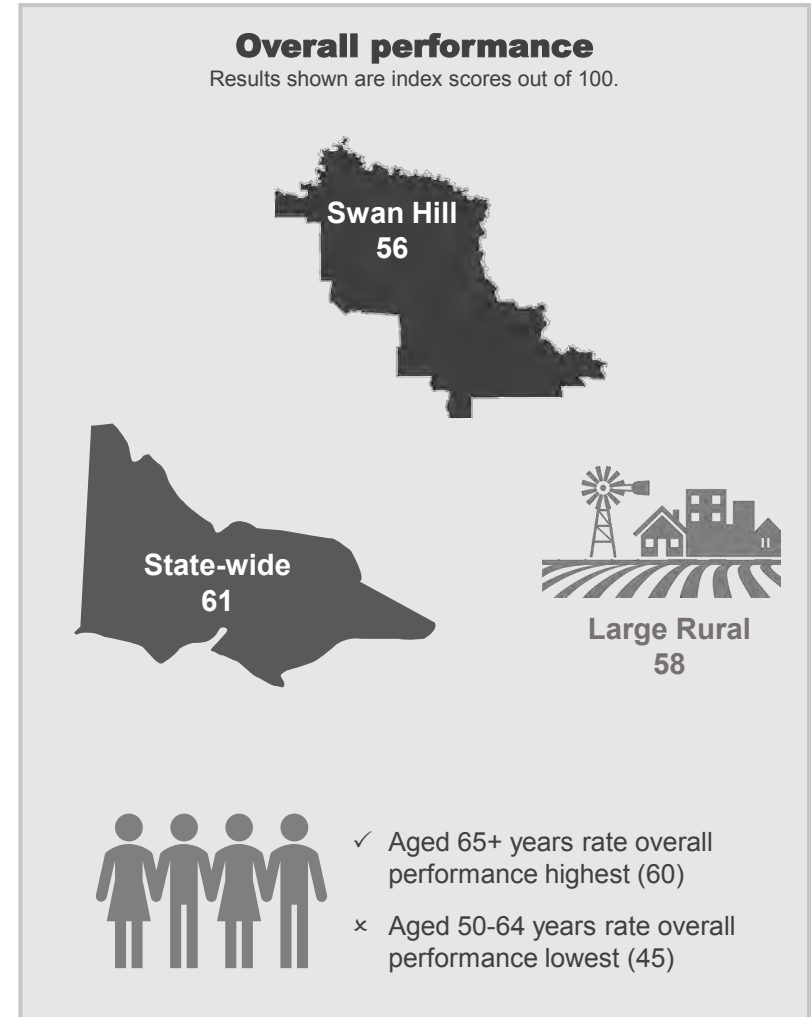 Overall performance
Results shown are index scores out of 100.
Swan Hill
56
State-wide
61
Large Rural
58
✓ Aged 65+ years rate overall
performance highest (60)
× Aged 50-64 years rate overall
performance lowest (45)